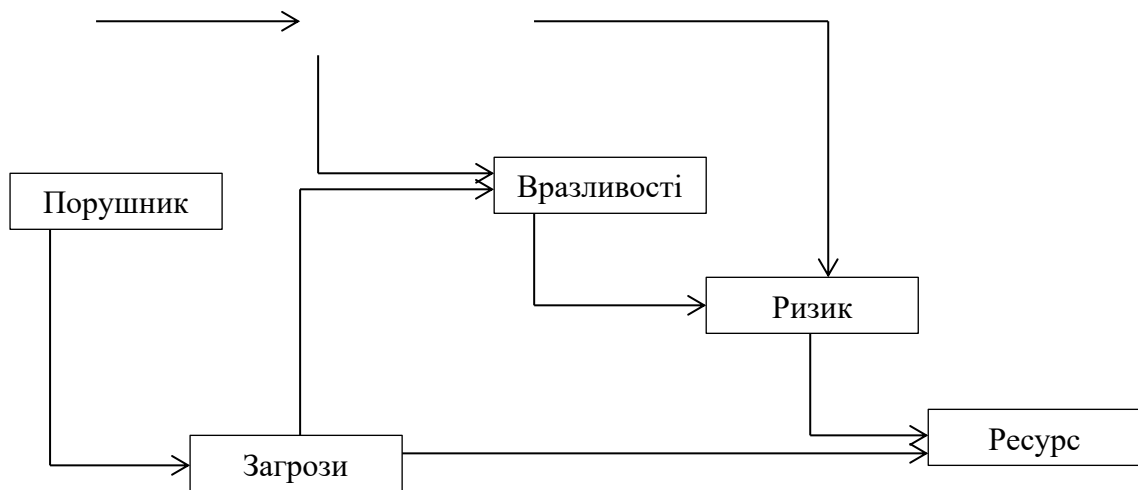 Вразливості
Порушник
Ризик
Ресурс
Загрози